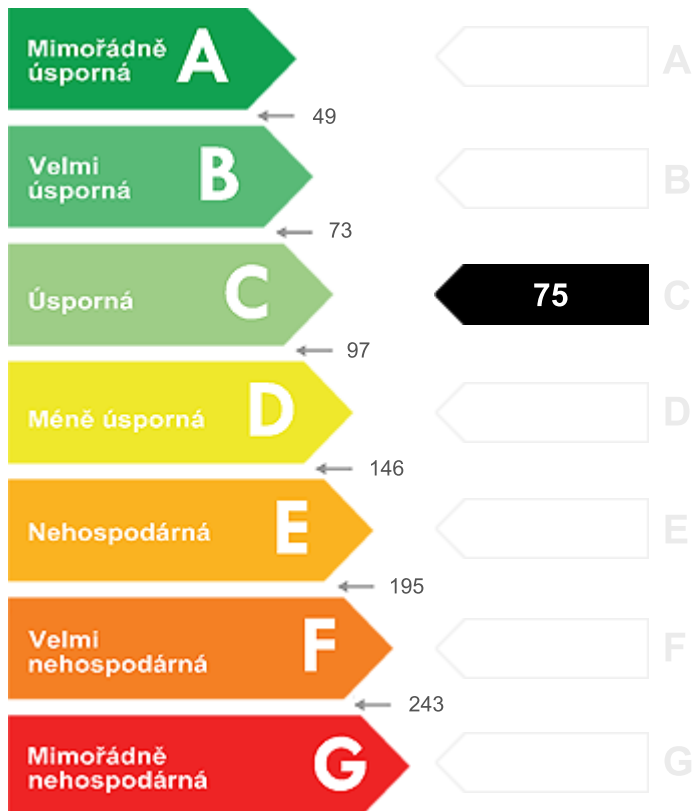 Mimořádně
úsporná
A
A
49
Velmi
úsporná
B
B
73
Úsporná
C
75
C
97
Méně úsporná
D
D
146
Nehospodárná
E
E
195
Velmi
nehospodárná
F
F
243
Mimořádně
nehospodárná
G
G